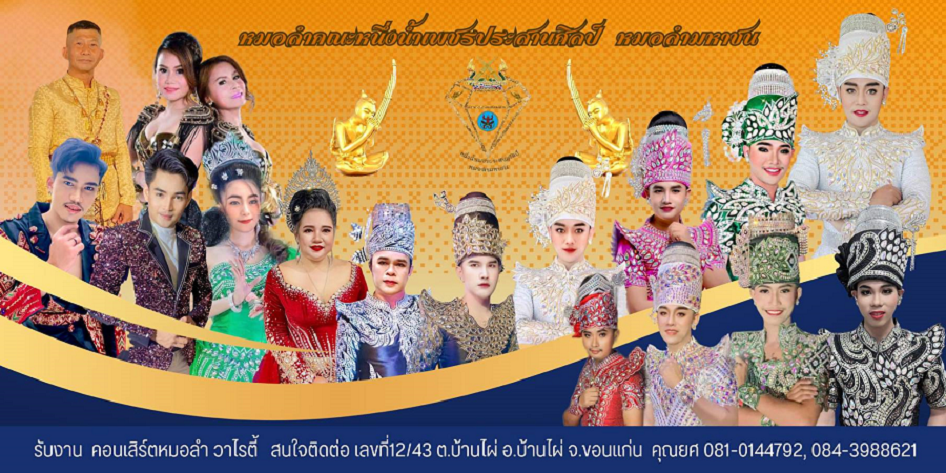 หมอลำคณะหนึ่งน้ำเพชรประสานศิลป์ หมอลำมหาชน
รับงาน คอนเสิร์ตหมอลำ วาไรตี้ สนใจติดต่อ เลขที่12/43 ต.บ้านไผ่ อ.บ้านไผ่ จ.ขอนแก่น คุณยศ 081-0144792, 084-3988621